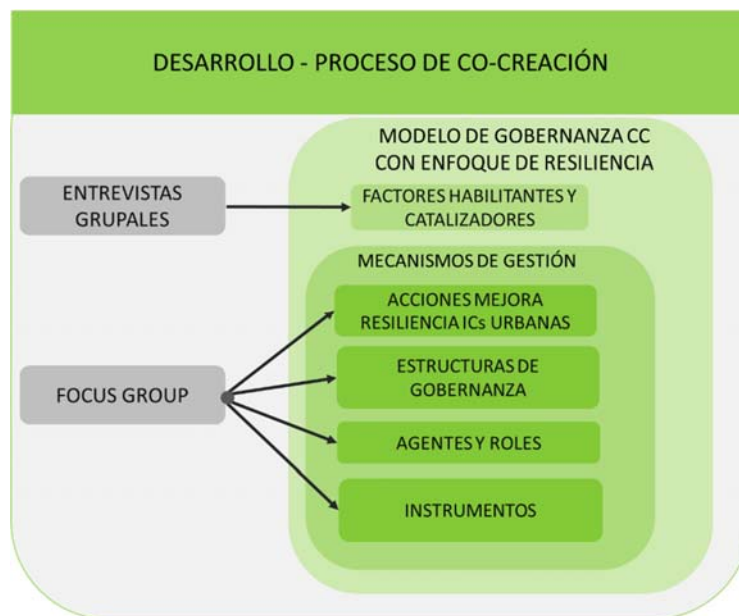 DESARROLLO - PROCESO DE CO-CREACIÓN
MODELO DE GOBERNANZA CC
CON ENFOQUE DE RESILIENCIA
ENTREVISTAS
GRUPALES
FACTORES HABILITANTES Y
CATALIZADORES
MECANISMOS DE GESTIÓN
ACCIONES MEJORA
RESILIENCIA ICs URBANAS
ESTRUCTURAS DE
GOBERNANZA
FOCUS GROUP
AGENTES Y ROLES
INSTRUMENTOS